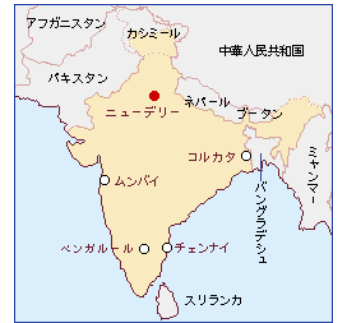 アフガニスタン
カシミール
中華人民共和国
パキスタン
ニューデリー
ネパール
ブータン
コルカタ
ミャンマー
ムンバイ
バングラデシュ
ベンガルール
チェンナイ
スリランカ